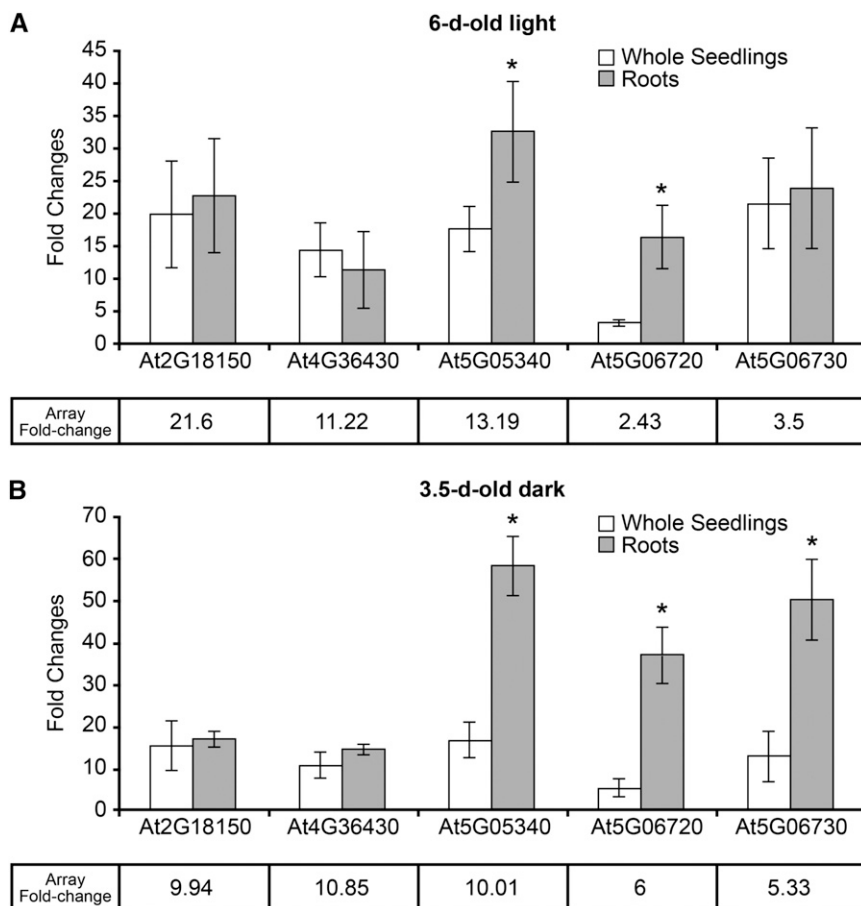 A
6-d-old light
Whole Seedlings
Roots
Fold Changes
45
40
35
30
25
20
15
10
5
0
*
*
At2G18150 At4G36430 At5G05340 At5G06720 At5G06730
Array Fold-change 21.6 11.22 13.19 2.43 3.5
B
3.5-d-old dark
Whole Seedlings
Roots
Fold Changes
70
60
50
40
30
20
10
0
*
*
*
At2G18150 At4G36430 At5G05340 At5G06720 At5G06730
Array Fold-change 9.94 10.85 10.01 6 5.33